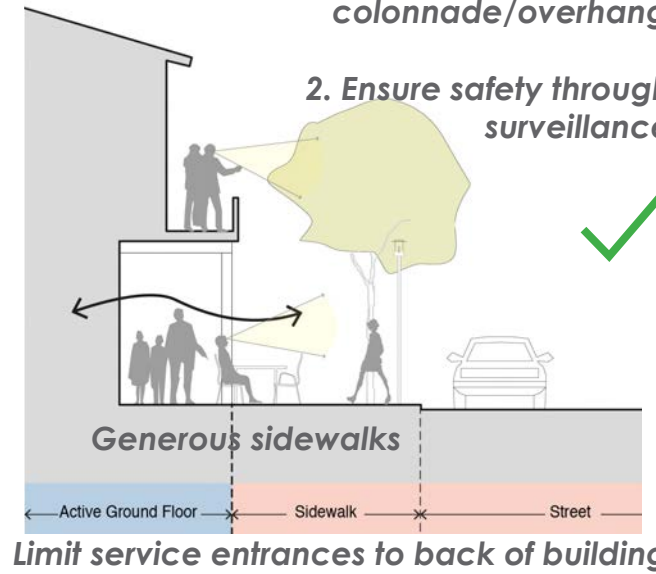 colonnade/overhang
2. Ensure safety through
surveillance
Generous sidewalks
Active Ground Floor
Sidewalk
Street
Limit service entrances to back of building